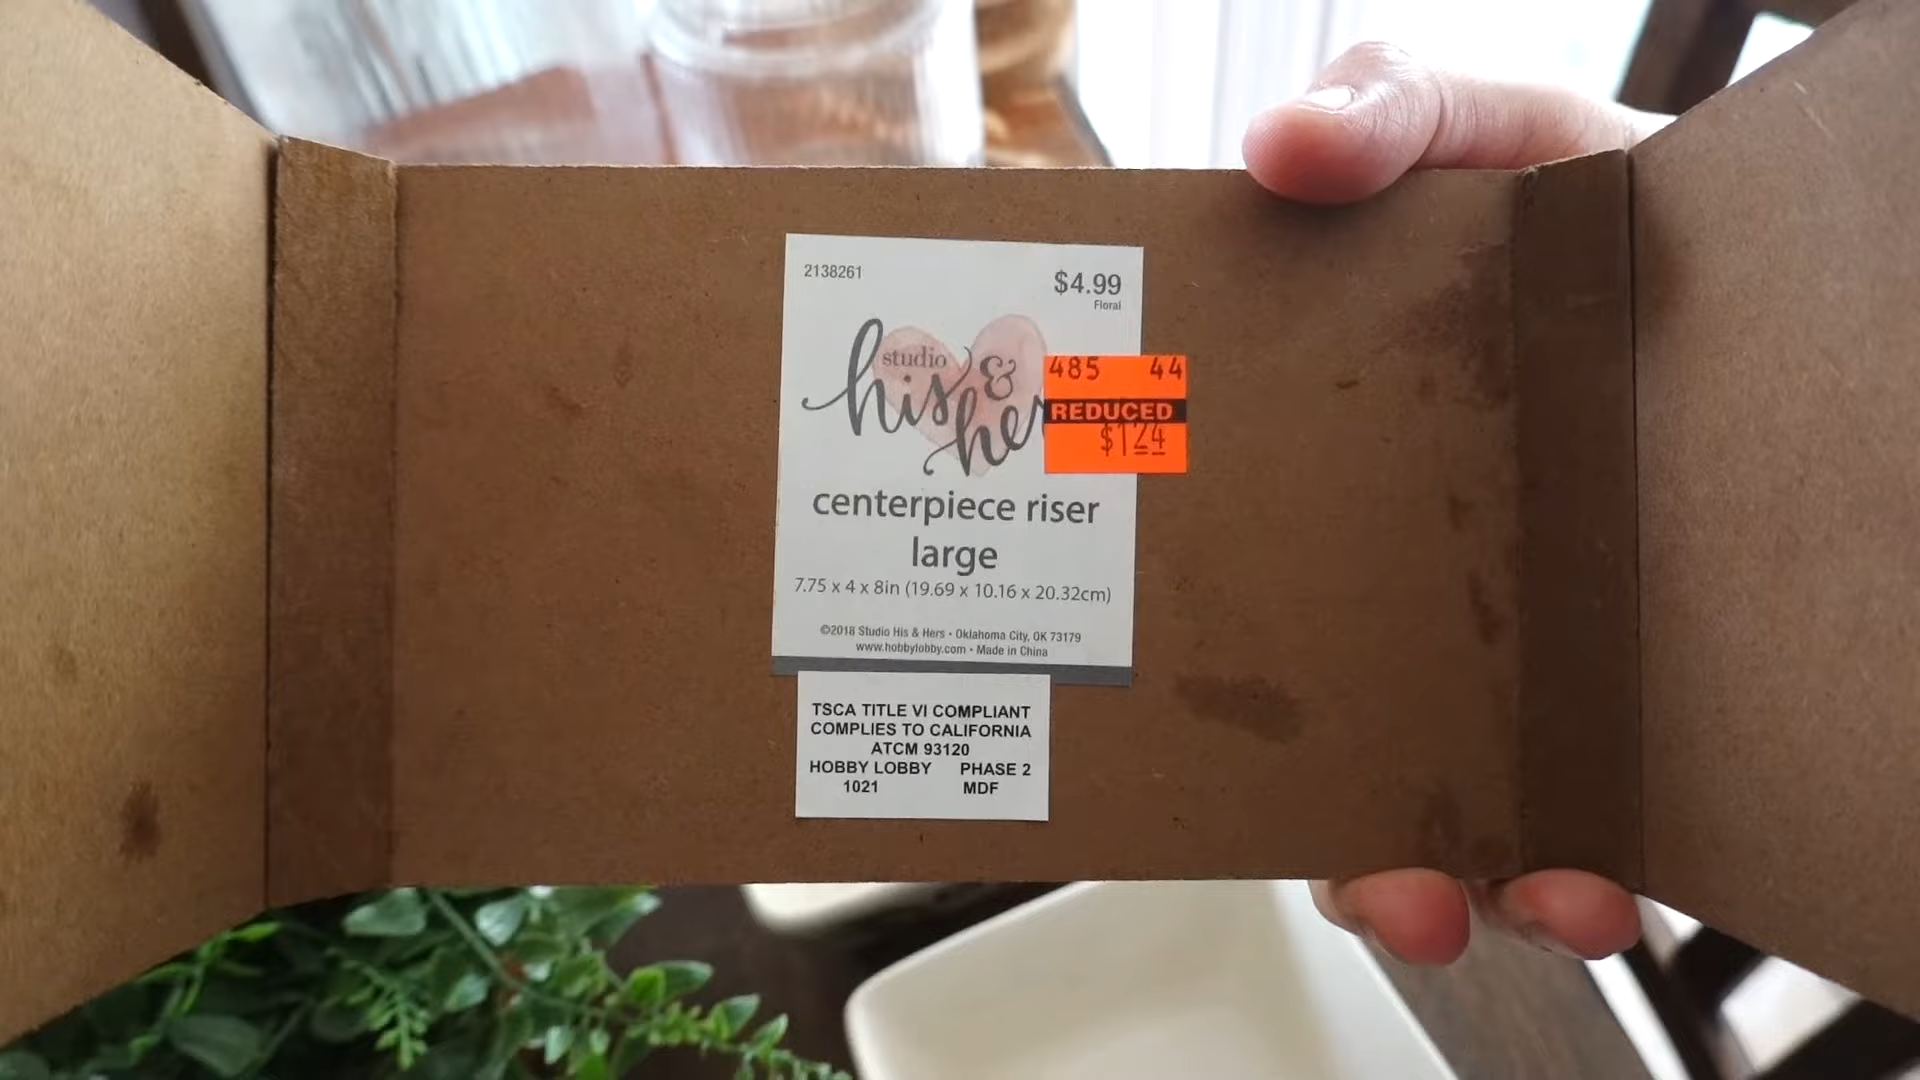 2138261
$4.99
Floral
studio
his &
her
485 44
REDUCED
$1.24
centerpiece riser
large
7.75 x 4 x 8in (19.69 x 10.16 x 20.32cm)
©2018 Studio His & Hers • Oklahoma City, OK 73179
www.hobbylobby.com • Made in China
TSCA TITLE VI COMPLIANT
COMPLIES TO CALIFORNIA
ATCM 93120
HOBBY LOBBY PHASE 2
1021 MDF